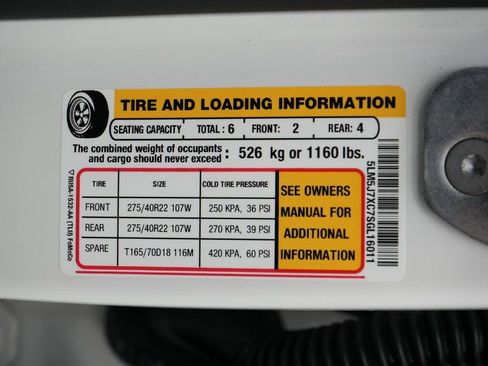 TIRE AND LOADING INFORMATION
SEATING CAPACITY TOTAL: 6 FRONT: 2 REAR: 4
The combined weight of occupants
and cargo should never exceed : 526 kg or 1160 lbs.
TIRE SIZE COLD TIRE PRESSURE
FRONT 275/40R22 107W 250 KPA, 36 PSI
REAR 275/40R22 107W 270 KPA, 39 PSI
SPARE T165/70D18 116M 420 KPA, 60 PSI
SEE OWNERS
MANUAL FOR
ADDITIONAL
INFORMATION
5LM5J7XC7SGL16011